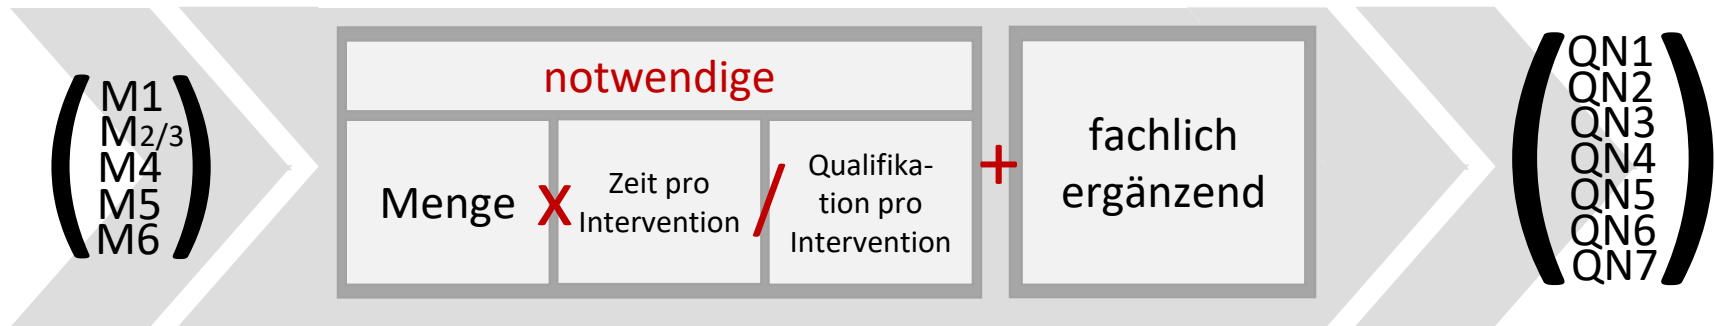 M1
M2/3
M4
M5
M6
notwendige
Menge
x
Zeit pro
Intervention
/
Qualifika-
tion pro
Intervention
+
fachlich
ergänzend
QN1
QN2
QN3
QN4
QN5
QN6
QN7